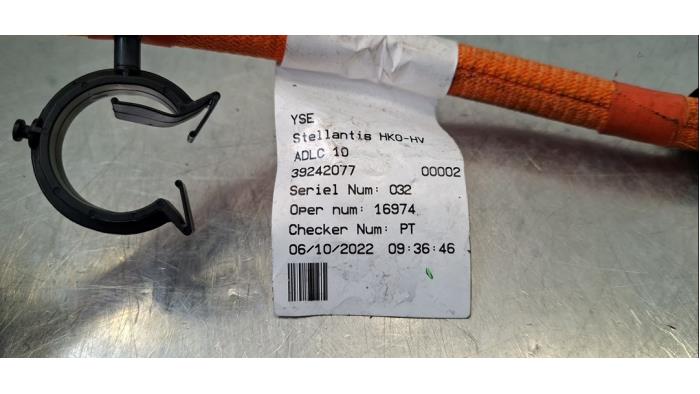 YSE
Stellantis HKO-HV
ADLC 10
39242077 00002
Seriel Num: 032
Oper num: 16974
Checker Num: PT
06/10/2022 09:36:46